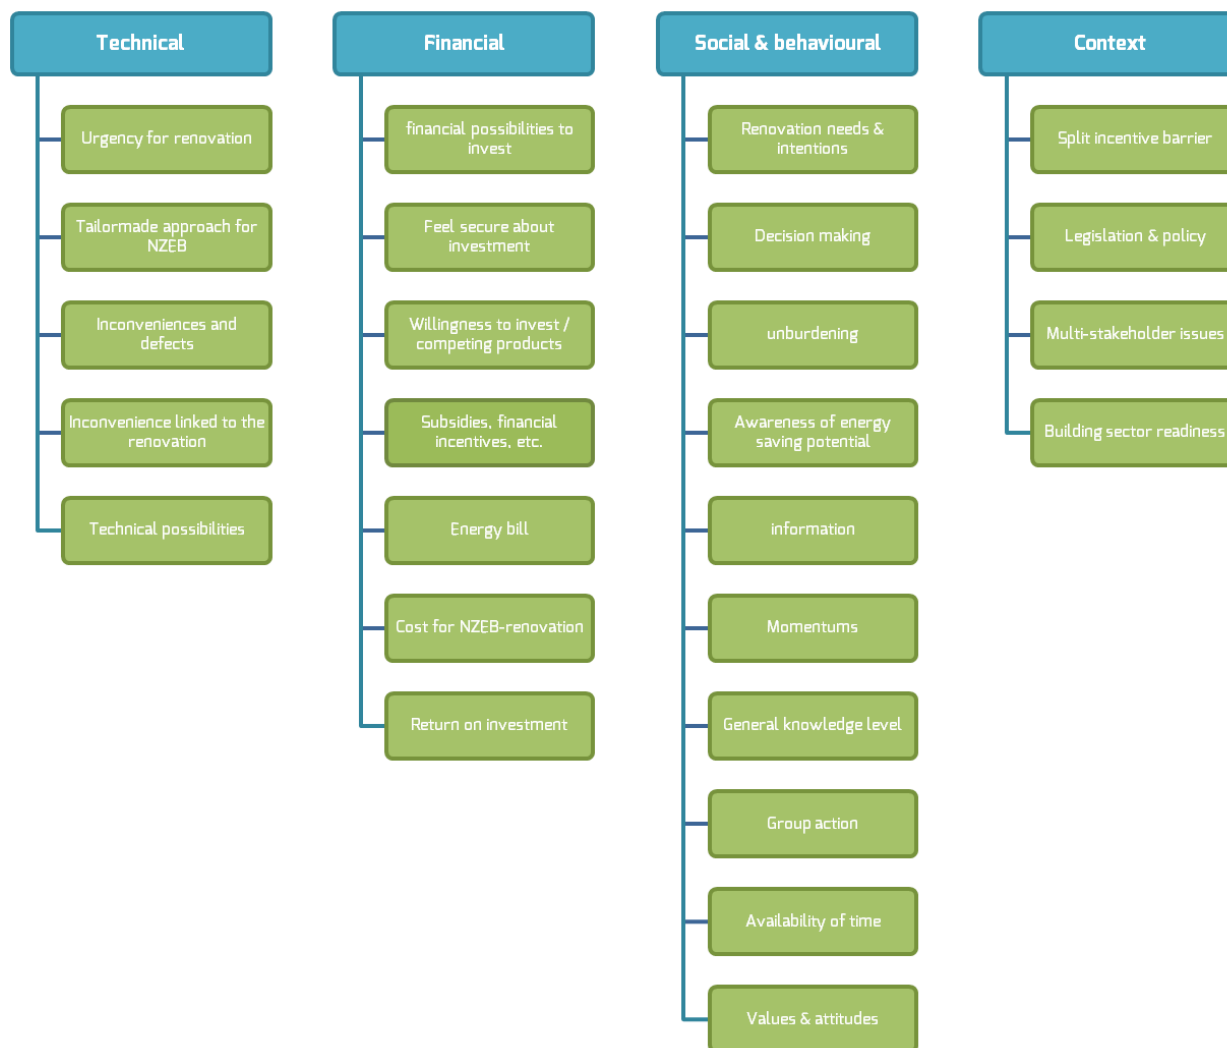 Technical
Urgency for renovation
Tailormade approach for
NZEB
Inconveniences and
defects
Inconvenience linked to the
renovation
Technical possibilities
Financial
financial possibilities to
invest
Feel secure about
investment
Willingness to invest /
competing products
Subsidies, financial
incentives, etc.
Energy bill
Cost for NZEB-renovation
Return on investment
Social & behavioural
Renovation needs &
intentions
Decision making
unburdening
Awareness of energy
saving potential
information
Momentums
General knowledge level
Group action
Availability of time
Values & attitudes
Context
Split incentive barrier
Legislation & policy
Multi-stakeholder issues
Building sector readiness